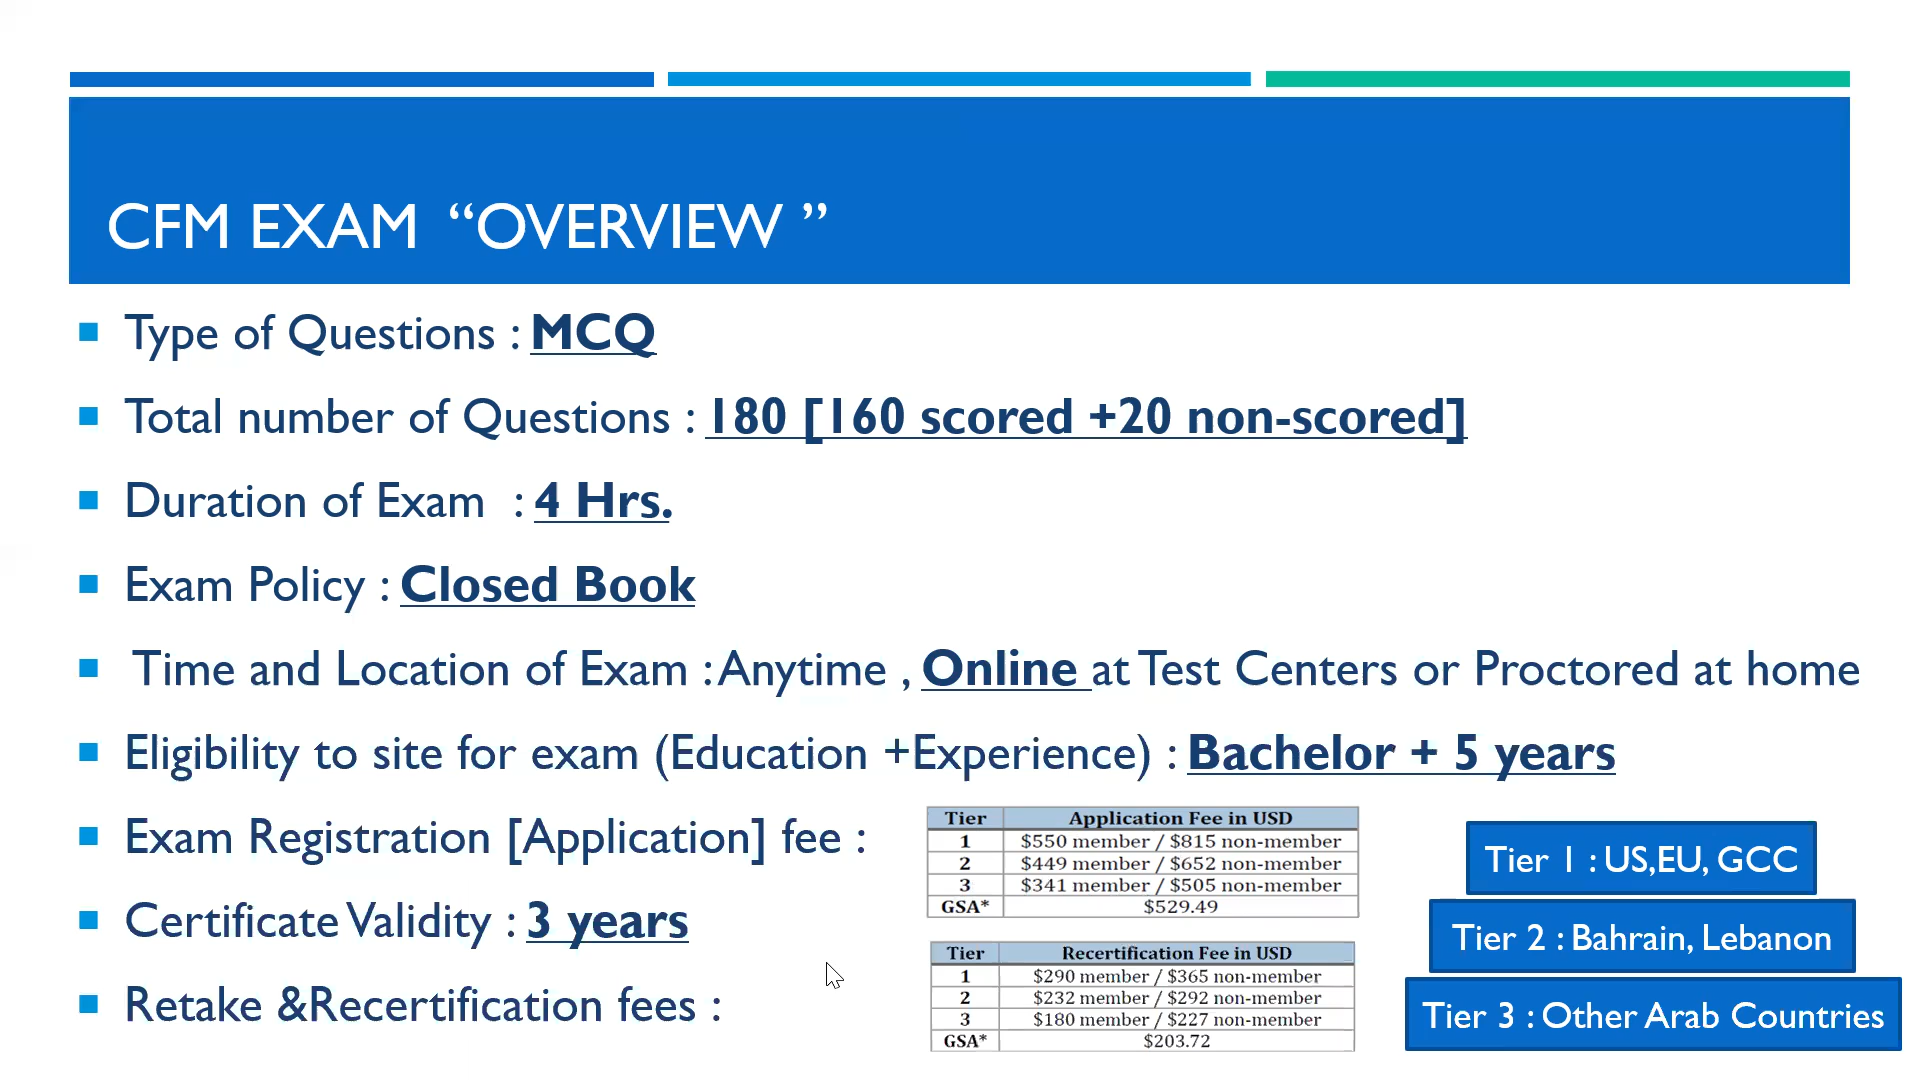 CFM EXAM “OVERVIEW ”
Type of Questions : MCQ
Total number of Questions : 180 [160 scored +20 non-scored]
Duration of Exam : 4 Hrs.
Exam Policy : Closed Book
Time and Location of Exam : Anytime , Online at Test Centers or Proctored at home
Eligibility to site for exam (Education +Experience) : Bachelor + 5 years
Exam Registration [Application] fee :
Tier Application Fee in USD
1 $550 member / $815 non-member
2 $449 member / $652 non-member
3 $341 member / $505 non-member
GSA* $529.49
Tier 1 : US,EU, GCC
Tier 2 : Bahrain, Lebanon
Tier 3 : Other Arab Countries
Certificate Validity : 3 years
Retake &Recertification fees :
Tier Recertification Fee in USD
1 $290 member / $365 non-member
2 $232 member / $292 non-member
3 $180 member / $227 non-member
GSA* $203.72